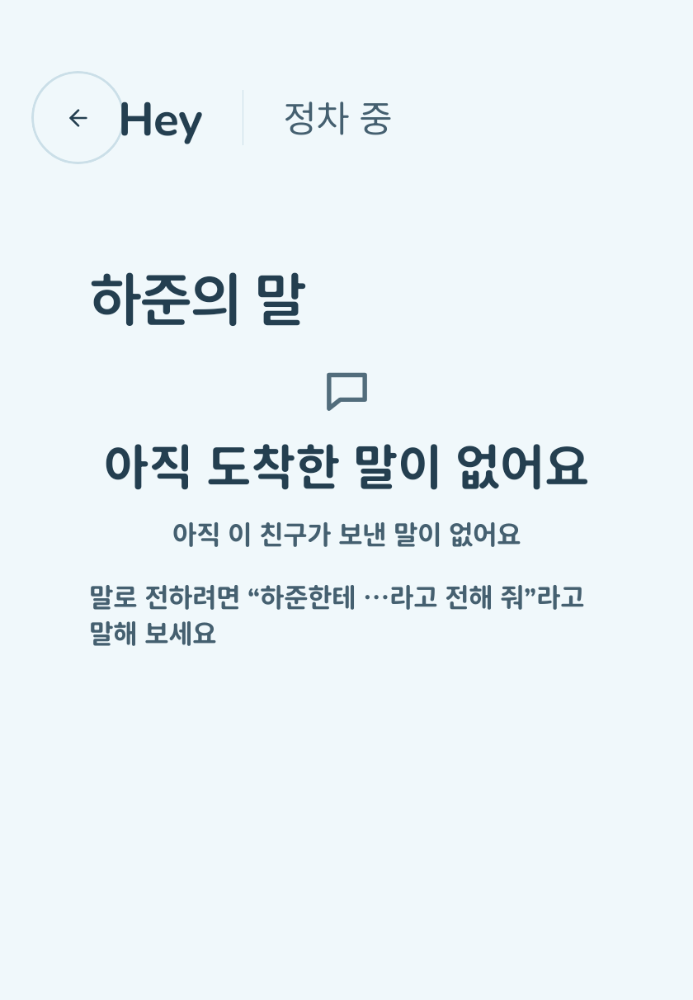 Hey
정차 중
하준의 말
아직 도착한 말이 없어요
아직 이 친구가 보낸 말이 없어요
말로 전하려면 “하준한테 …라고 전해 줘”라고
말해 보세요